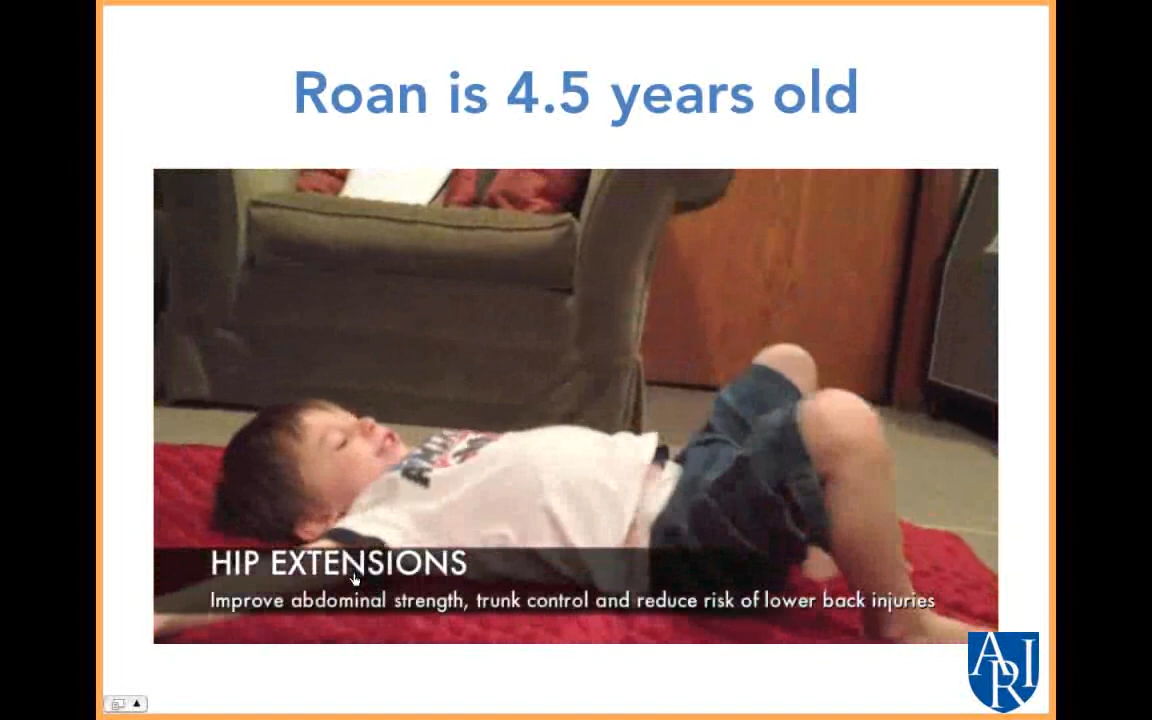 Roan is 4.5 years old
HIP EXTENSIONS
Improve abdominal strength, trunk control and reduce risk of lower back injuries
ARI